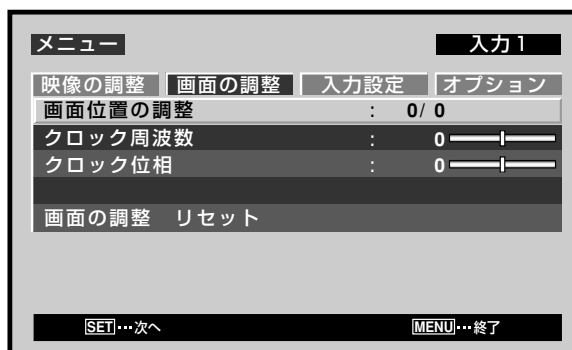 メニュー 入力1
映像の調整 画面の調整 入力設定 オプション
画面位置の調整 : 0/ 0
クロック周波数 : 0
クロック位相 : 0
画面の調整 リセット
SET…次へ MENU…終了